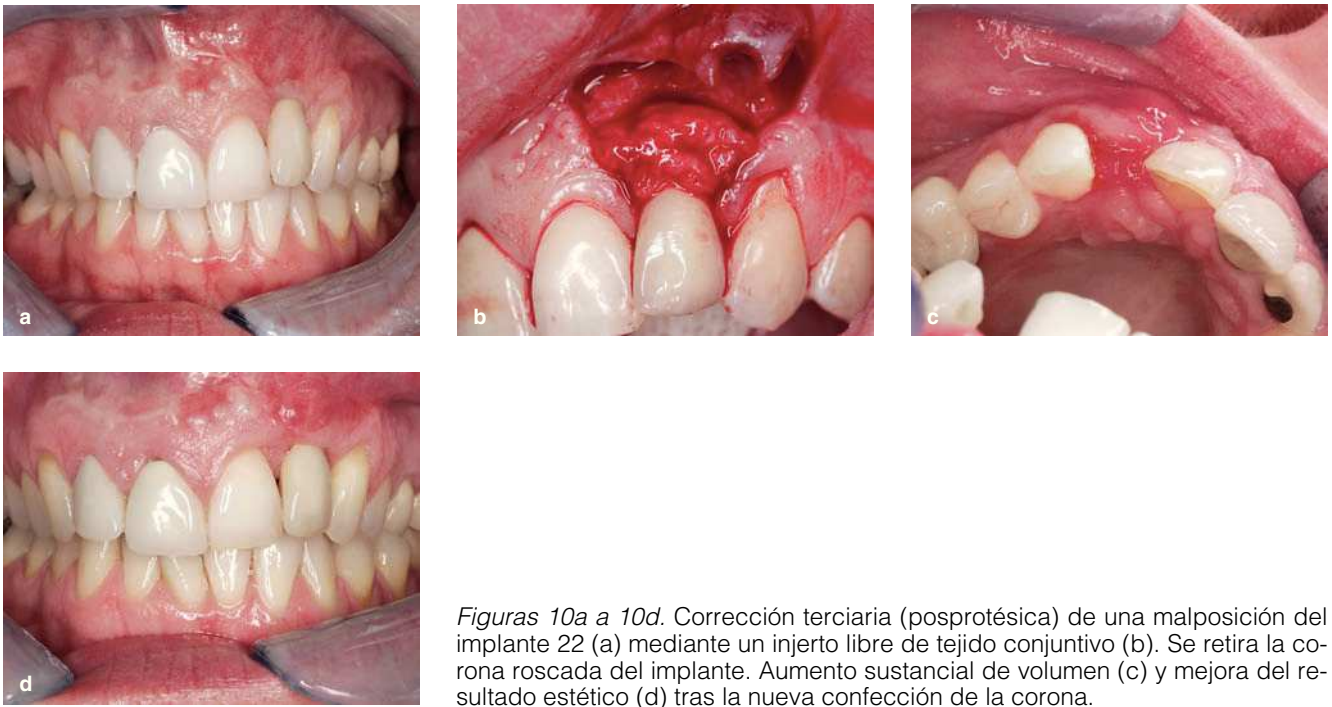 a
b
c
d
Figuras 10a a 10d. Corrección terciaria (posprotésica) de una malposición del
implante 22 (a) mediante un injerto libre de tejido conjuntivo (b). Se retira la co-
rona roscada del implante. Aumento sustancial de volumen (c) y mejora del re-
sultado estético (d) tras la nueva confección de la corona.